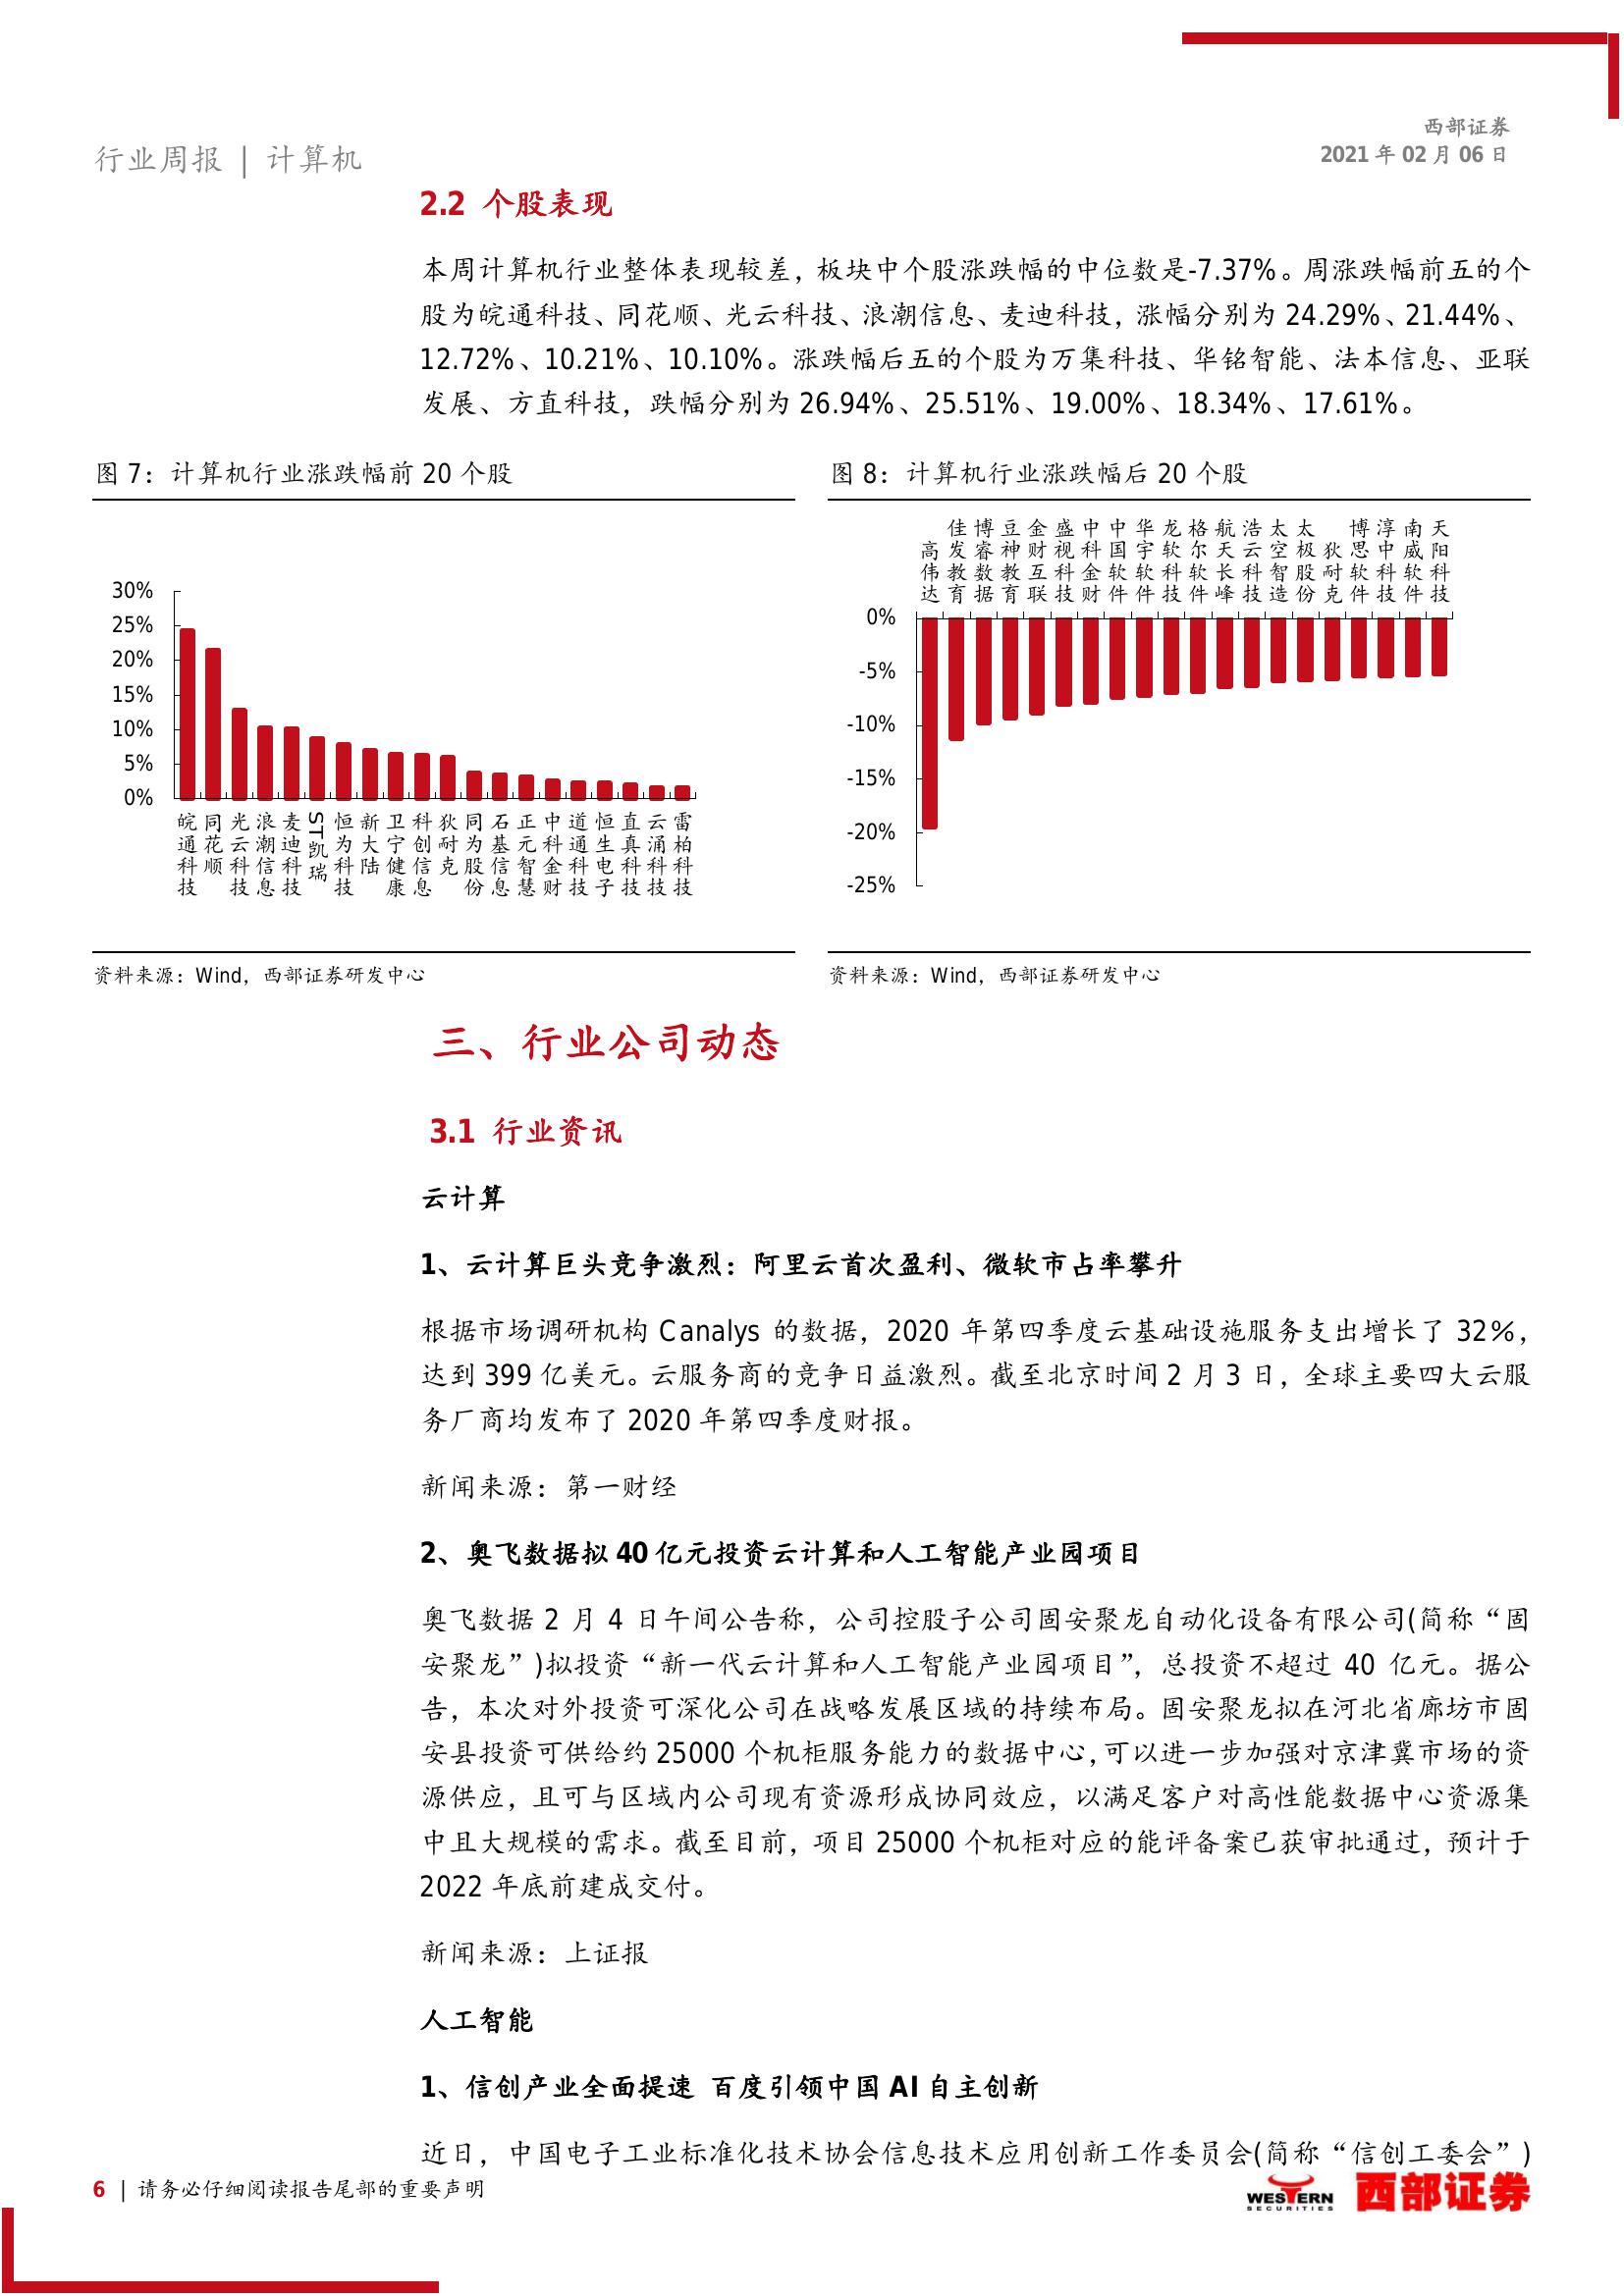 西部证券
2021 年 02 月 06 日
行业周报 | 计算机
2.2 个股表现
本周计算机行业整体表现较差，板块中个股涨跌幅的中位数是-7.37%。周涨跌幅前五的个
股为皖通科技、同花顺、光云科技、浪潮信息、麦迪科技，涨幅分别为 24.29%、21.44%、
12.72%、10.21%、10.10%。涨跌幅后五的个股为万集科技、华铭智能、法本信息、亚联
发展、方直科技，跌幅分别为 26.94%、25.51%、19.00%、18.34%、17.61%。
图 7：计算机行业涨跌幅前 20 个股
30%
25%
20%
15%
10%
5%
0%
皖通科技
同花顺
光云科技
浪潮信息
麦迪科技
ST凯瑞
恒为科技
新大陆
卫宁健康
科创信息
狄耐克
同为股份
石基信息
正元智慧
中科金财
道通科技
恒生电子
直真科技
云涌科技
雷柏科技
资料来源：Wind，西部证券研发中心
图 8：计算机行业涨跌幅后 20 个股
高伟达
佳发教育
博睿数据
豆神教育
金财互联
盛视科技
中科金财
中国软件
华宇软件
龙软科技
格尔软件
航天长峰
浩云科技
太空智造
太极股份
狄耐克
博思软件
淳中科技
南威软件
天阳科技
0%
-5%
-10%
-15%
-20%
-25%
资料来源：Wind，西部证券研发中心
三、行业公司动态
3.1 行业资讯
云计算
1、云计算巨头竞争激烈：阿里云首次盈利、微软市占率攀升
根据市场调研机构 Canalys 的数据，2020 年第四季度云基础设施服务支出增长了 32%，
达到 399 亿美元。云服务商的竞争日益激烈。截至北京时间 2 月 3 日，全球主要四大云服
务厂商均发布了 2020 年第四季度财报。
新闻来源：第一财经
2、奥飞数据拟 40 亿元投资云计算和人工智能产业园项目
奥飞数据 2 月 4 日午间公告称，公司控股子公司固安聚龙自动化设备有限公司(简称“固
安聚龙”)拟投资“新一代云计算和人工智能产业园项目”，总投资不超过 40 亿元。据公
告，本次对外投资可深化公司在战略发展区域的持续布局。固安聚龙拟在河北省廊坊市固
安县投资可供给约 25000 个机柜服务能力的数据中心,可以进一步加强对京津冀市场的资
源供应，且可与区域内公司现有资源形成协同效应，以满足客户对高性能数据中心资源集
中且大规模的需求。截至目前，项目 25000 个机柜对应的能评备案已获审批通过，预计于
2022 年底前建成交付。
新闻来源：上证报
人工智能
1、信创产业全面提速 百度引领中国 AI 自主创新
近日，中国电子工业标准化技术协会信息技术应用创新工作委员会(简称“信创工委会”)
6 | 请务必仔细阅读报告尾部的重要声明
WESTERN
SECURITIES
西部证券